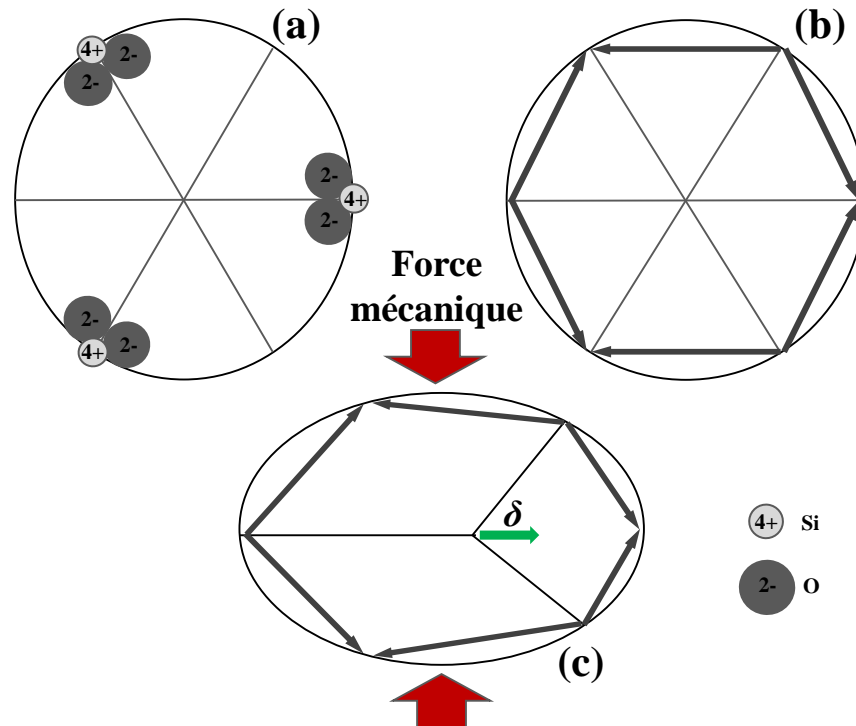 (a)
(b)
4+
2-
2-
2-
4+
2-
2-
2-
4+
Force
mécanique
δ
4+ Si
2- O
(c)